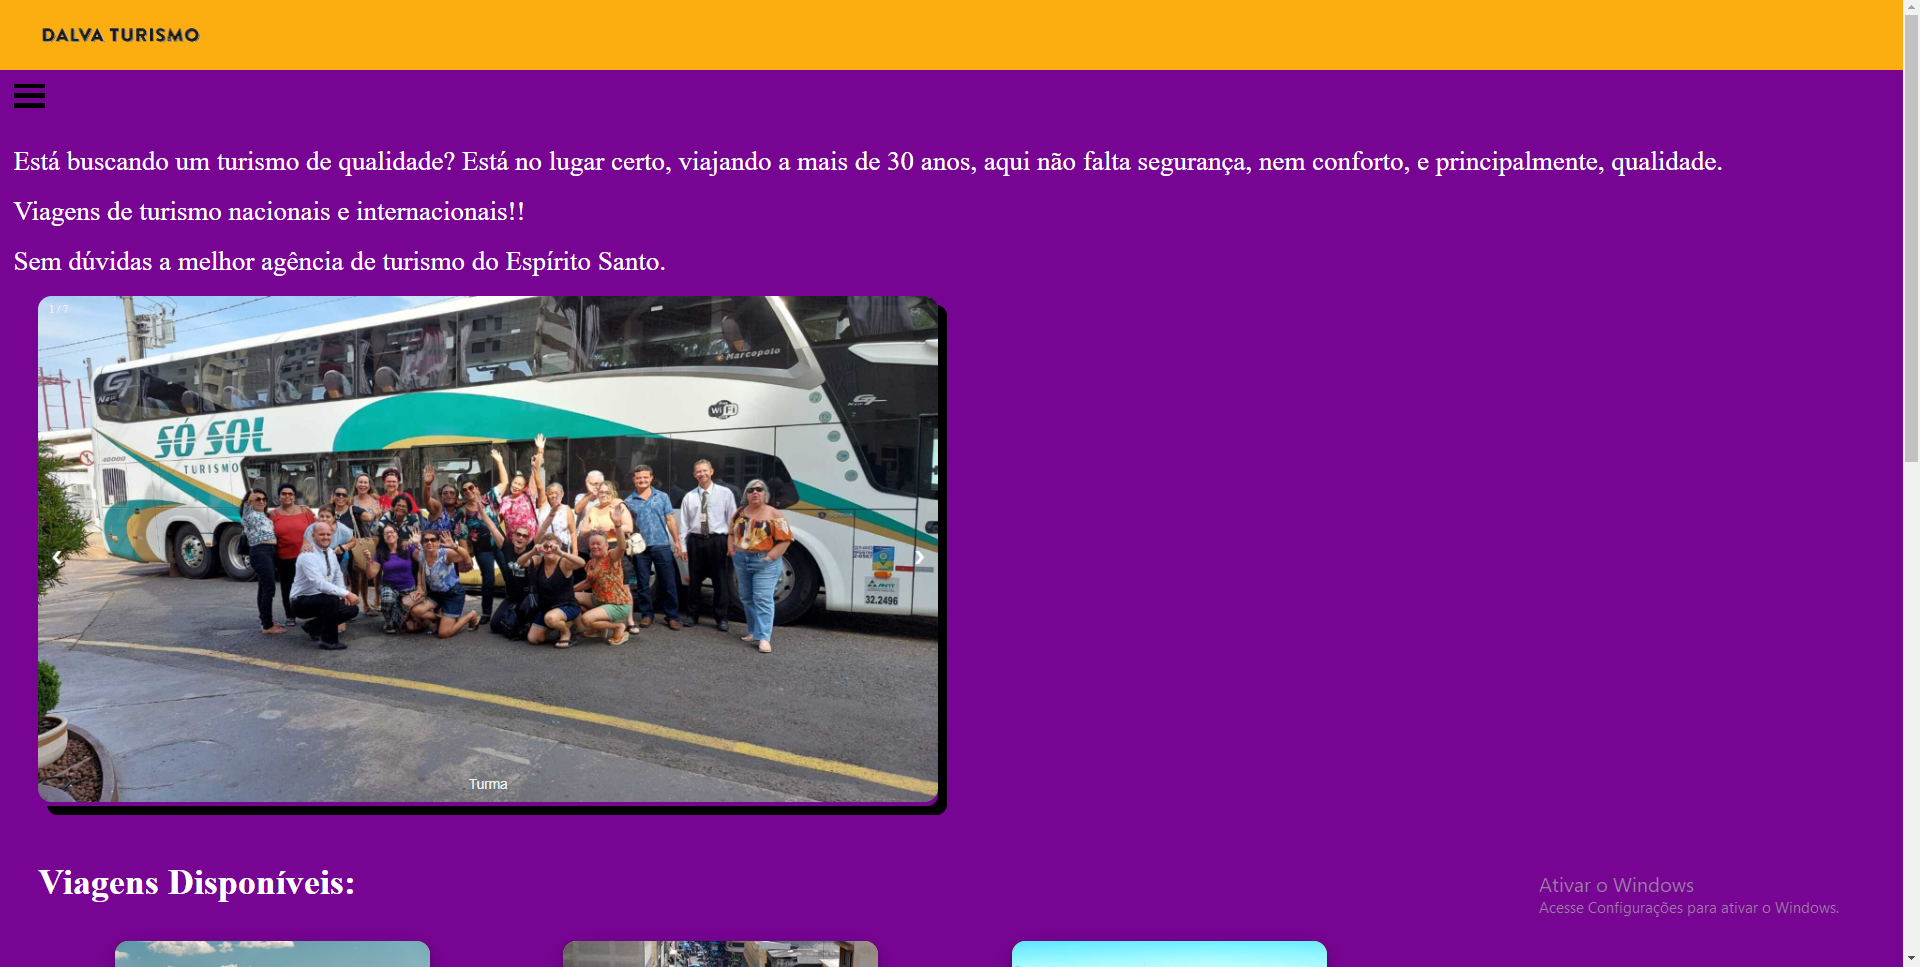 DALVA TURISMO
Está buscando um turismo de qualidade? Está no lugar certo, viajando a mais de 30 anos, aqui não falta segurança, nem conforto, e principalmente, qualidade.
Viagens de turismo nacionais e internacionais!!
Sem dúvidas a melhor agência de turismo do Espírito Santo.
1 / 7
Marcopolo
G7
WiFi
SÓ SOL
TURISMO
40000
32.2496
Turma
Viagens Disponíveis:
Ativar o Windows
Acesse Configurações para ativar o Windows.